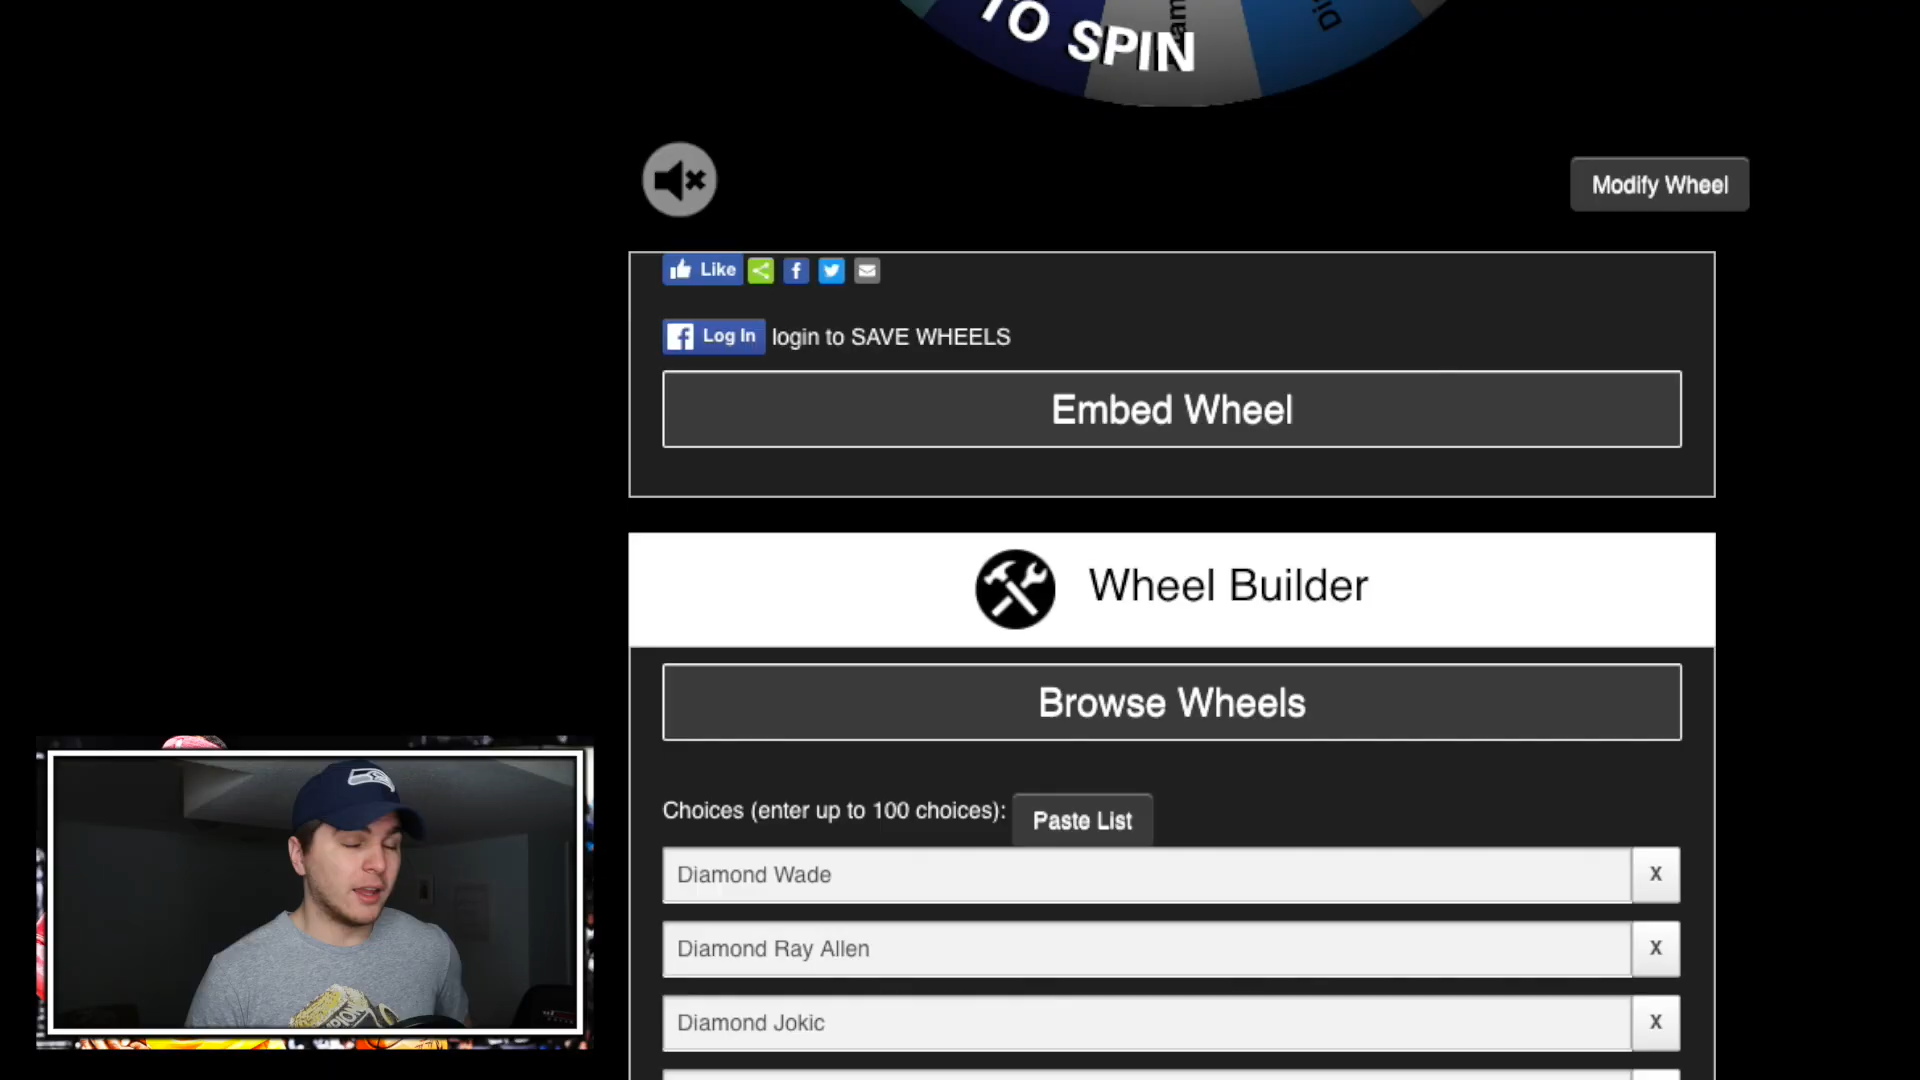 TO SPIN
Modify Wheel
Like
Log In login to SAVE WHEELS
Embed Wheel
Wheel Builder
Browse Wheels
Choices (enter up to 100 choices): Paste List
Diamond Wade X
Diamond Ray Allen X
Diamond Jokic X